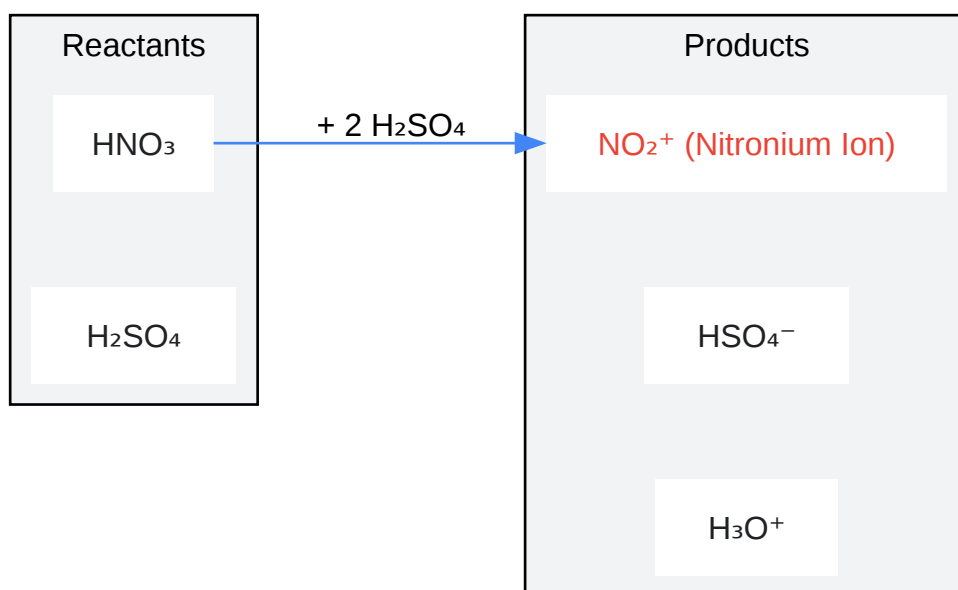 Reactants
Products
HNO₃
+ 2 H₂SO₄
NO₂⁺ (Nitronium Ion)
H₂SO₄
HSO₄⁻
H₃O⁺